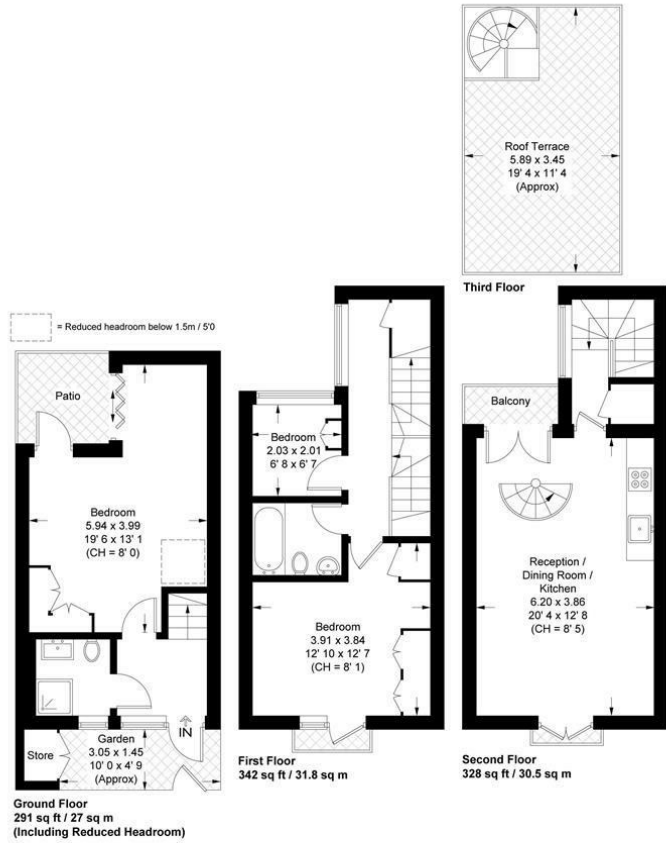 Roof Terrace
5.89 x 3.45
19' 4 x 11' 4
(Approx)
Third Floor
= Reduced headroom below 1.5m / 5'0
Patio
Bedroom
5.94 x 3.99
19' 6 x 13' 1
(CH = 8' 0)
IN
Store
Garden
3.05 x 1.45
10' 0 x 4' 9
(Approx)
Ground Floor
291 sq ft / 27 sq m
(Including Reduced Headroom)
Bedroom
2.03 x 2.01
6' 8 x 6' 7
Bedroom
3.91 x 3.84
12' 10 x 12' 7
(CH = 8' 1)
First Floor
342 sq ft / 31.8 sq m
Balcony
Reception /
Dining Room /
Kitchen
6.20 x 3.86
20' 4 x 12' 8
(CH = 8' 5)
Second Floor
328 sq ft / 30.5 sq m